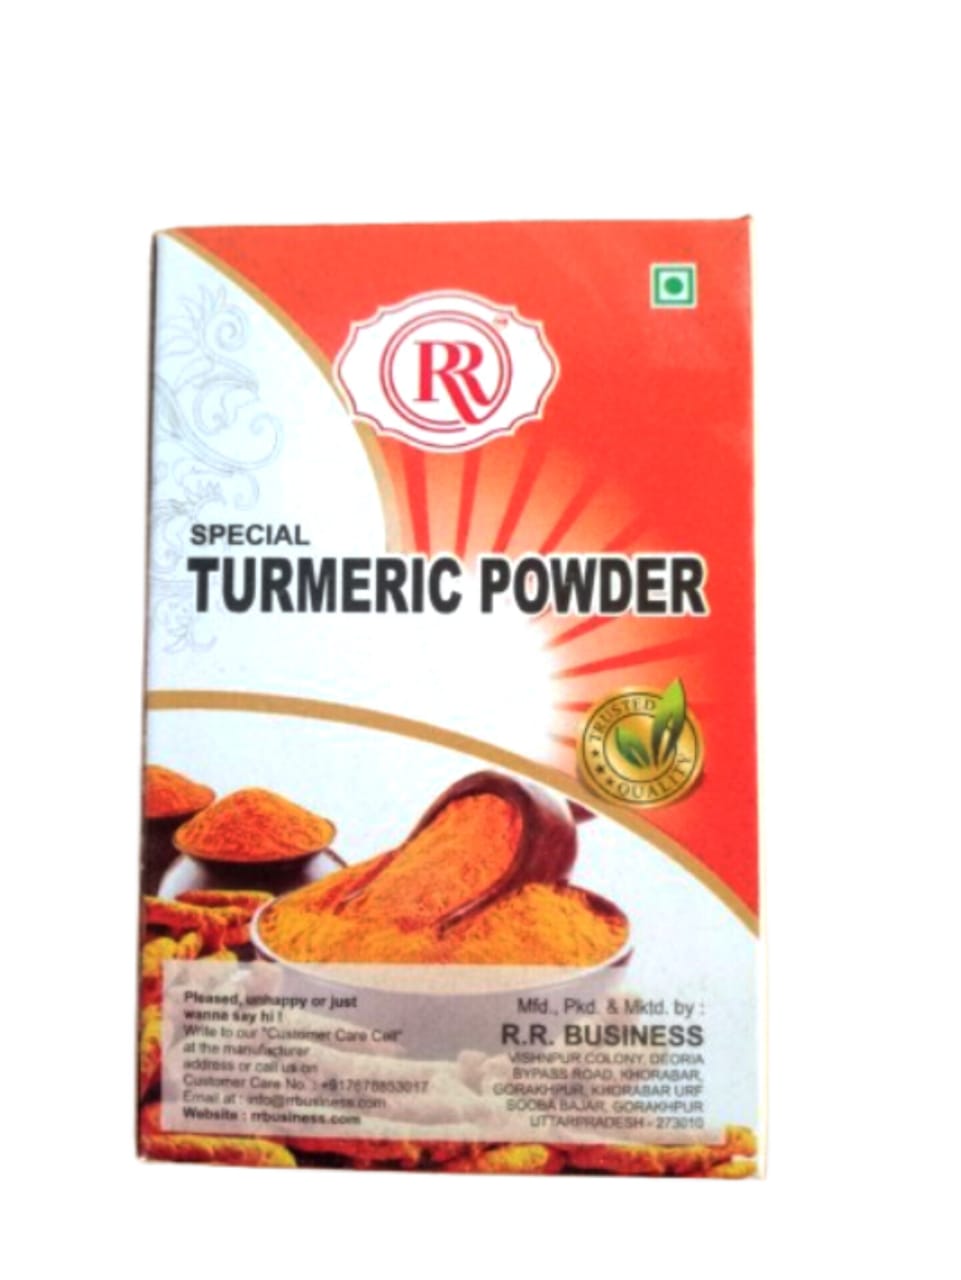 RR
SPECIAL
TURMERIC POWDER
TRUSTED
QUALITY
Pleased, unhappy or just
wanna say hi !
Write to our "Customer Care Cell"
at the manufacturer
address or call us on
Customer Care No. : +917678853017
Email at : info@rrbusiness.com
Website : rrbusiness.com
Mfd., Pkd. & Mktd. by :
R.R. BUSINESS
VISHNPUR COLONY, DEORIA
BYPASS ROAD, KHORABAR,
GORAKHPUR, KHORABAR URF
SOOBA BAJAR, GORAKHPUR
UTTARPRADESH - 273010